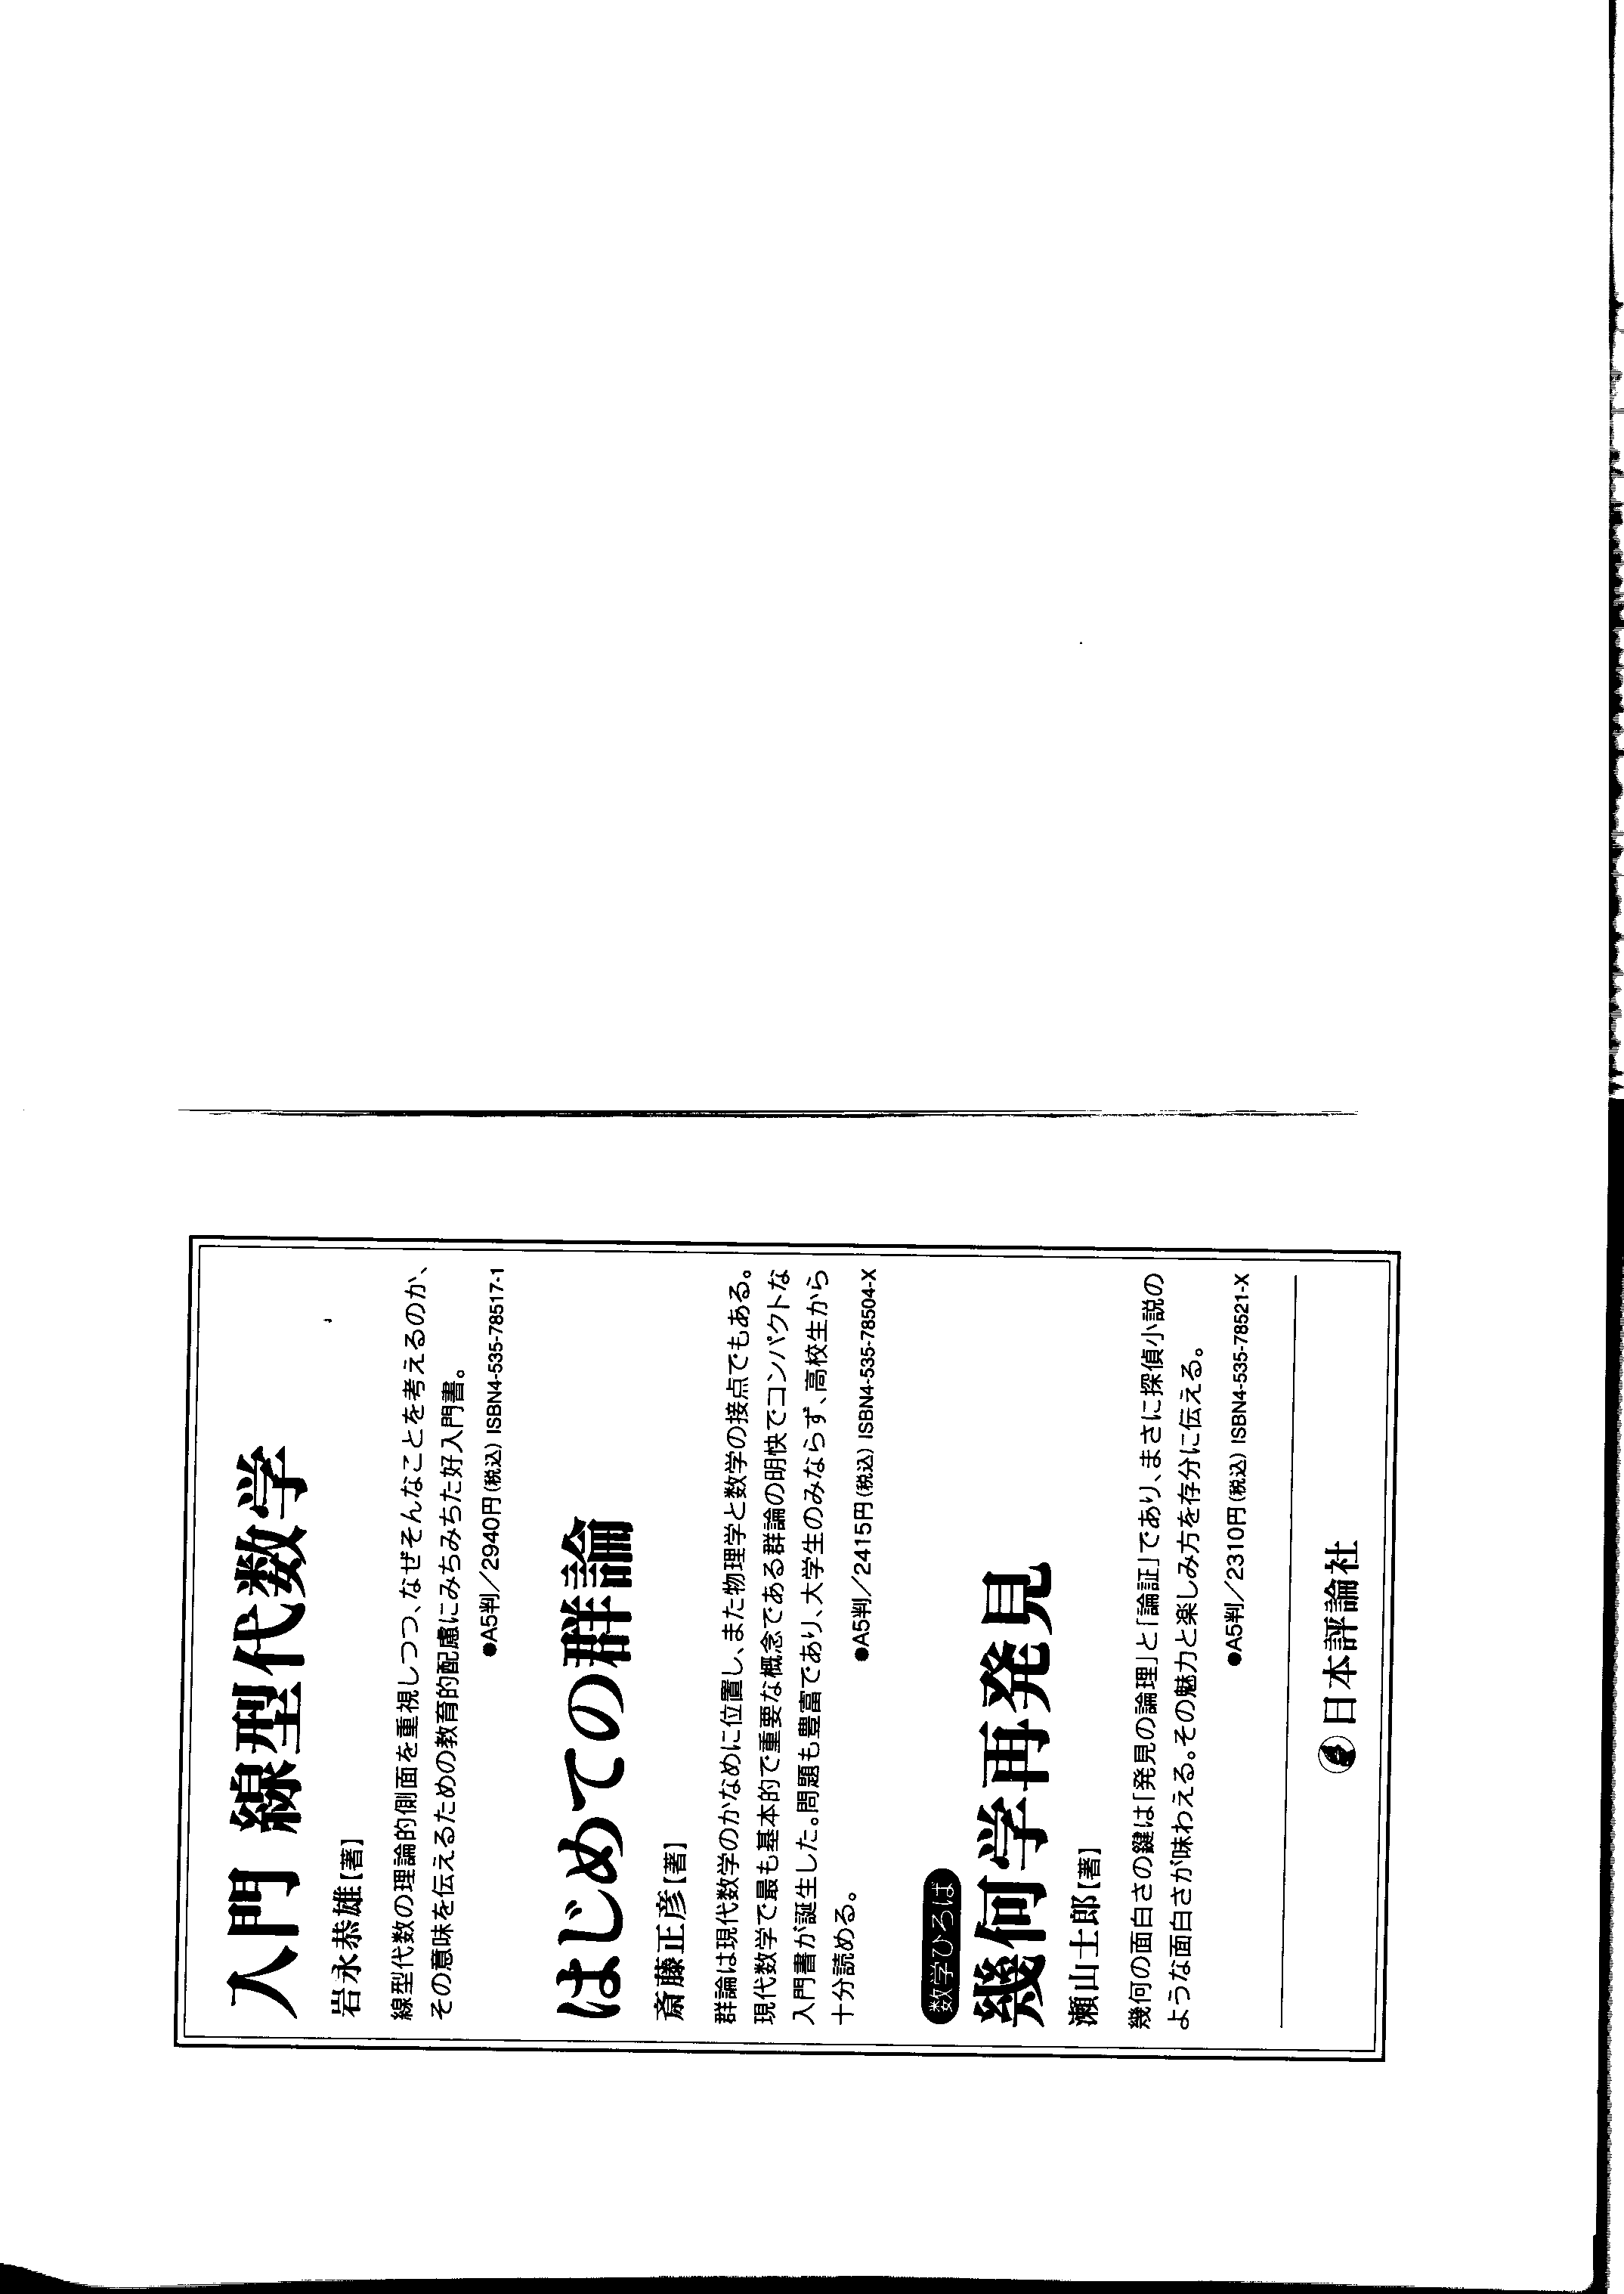 入門 線型代数学
岩永恭雄[著]
線型代数の理論的側面を重視しつつ、なぜそんなことを考えるのか、
その意味を伝えるための教育的配慮にみちみちた好入門書。
●A5判／2940円(税込) ISBN4-535-78517-1
はじめての群論
斎藤正彦[著]
群論は現代数学のかなめに位置し、また物理学と数学の接点でもある。
現代数学で最も基本的で重要な概念である群論の明快でコンパクトな
入門書が誕生した。問題も豊富であり、大学生のみならず、高校生から
十分読める。
●A5判／2415円(税込) ISBN4-535-78504-X
数学ひろば
幾何学再発見
瀬山士郎[著]
幾何の面白さの鍵は「発見の論理」と「論証」であり、まさに探偵小説の
ような面白さが味わえる。その魅力と楽しみ方を存分に伝える。
●A5判／2310円(税込) ISBN4-535-78521-X
日本評論社